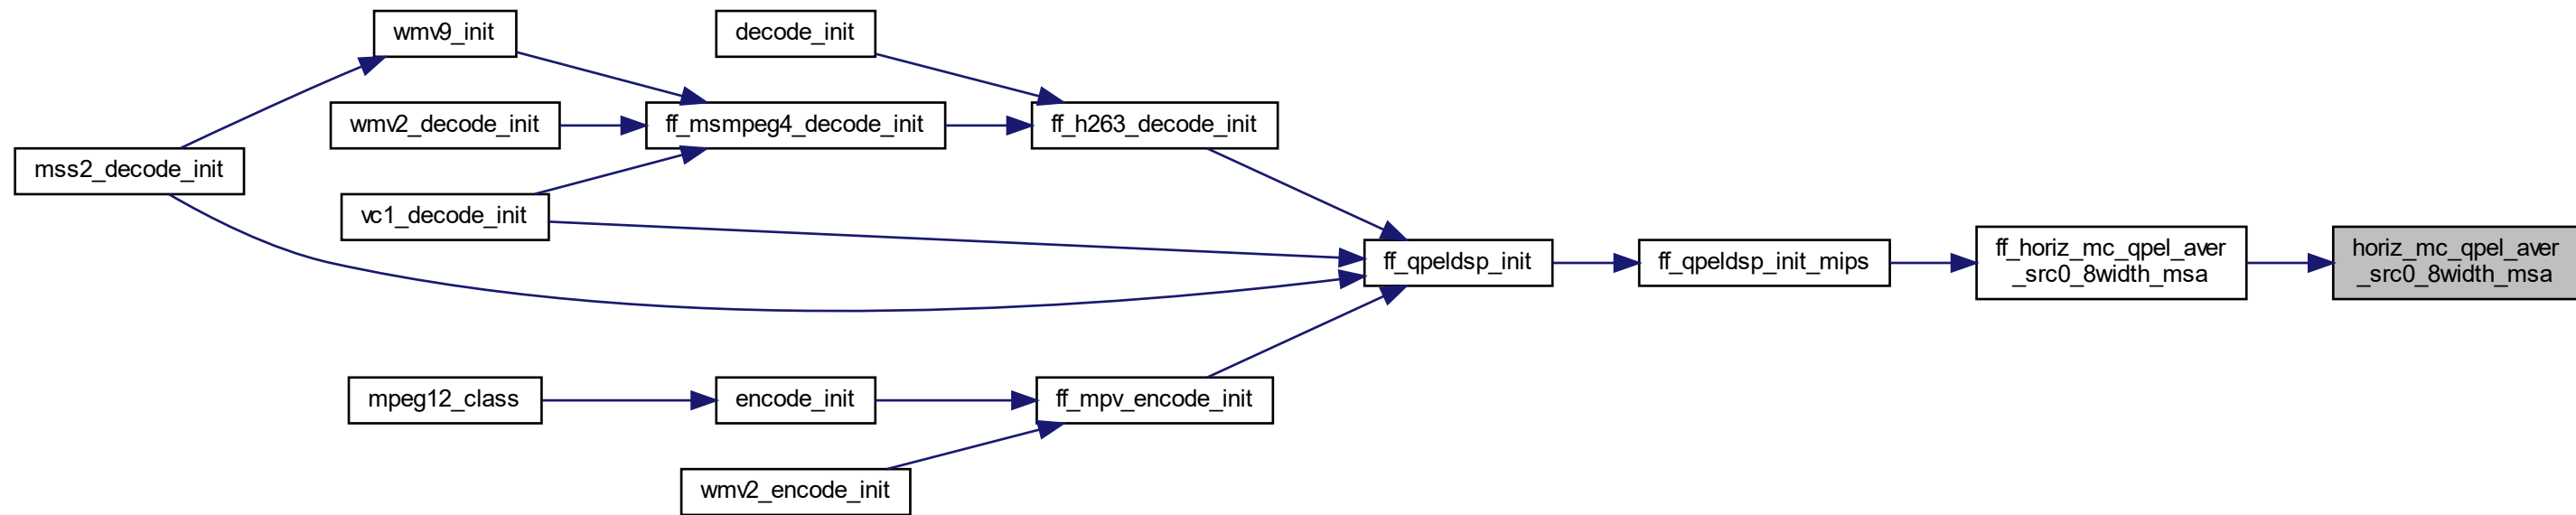 wmv9_init
decode_init
wmv2_decode_init
ff_msmpeg4_decode_init
ff_h263_decode_init
mss2_decode_init
vc1_decode_init
ff_qpeldsp_init
ff_qpeldsp_init_mips
ff_horiz_mc_qpel_aver
_src0_8width_msa
horiz_mc_qpel_aver
_src0_8width_msa
mpeg12_class
encode_init
ff_mpv_encode_init
wmv2_encode_init